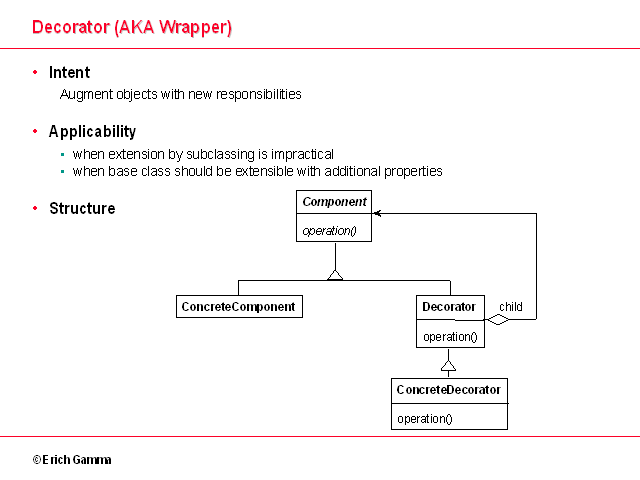 Decorator (AKA Wrapper)
• Intent
Augment objects with new responsibilities
• Applicability
• when extension by subclassing is impractical
• when base class should be extensible with additional properties
• Structure
Component
operation()
ConcreteComponent
Decorator
child
operation()
ConcreteDecorator
operation()
© Erich Gamma